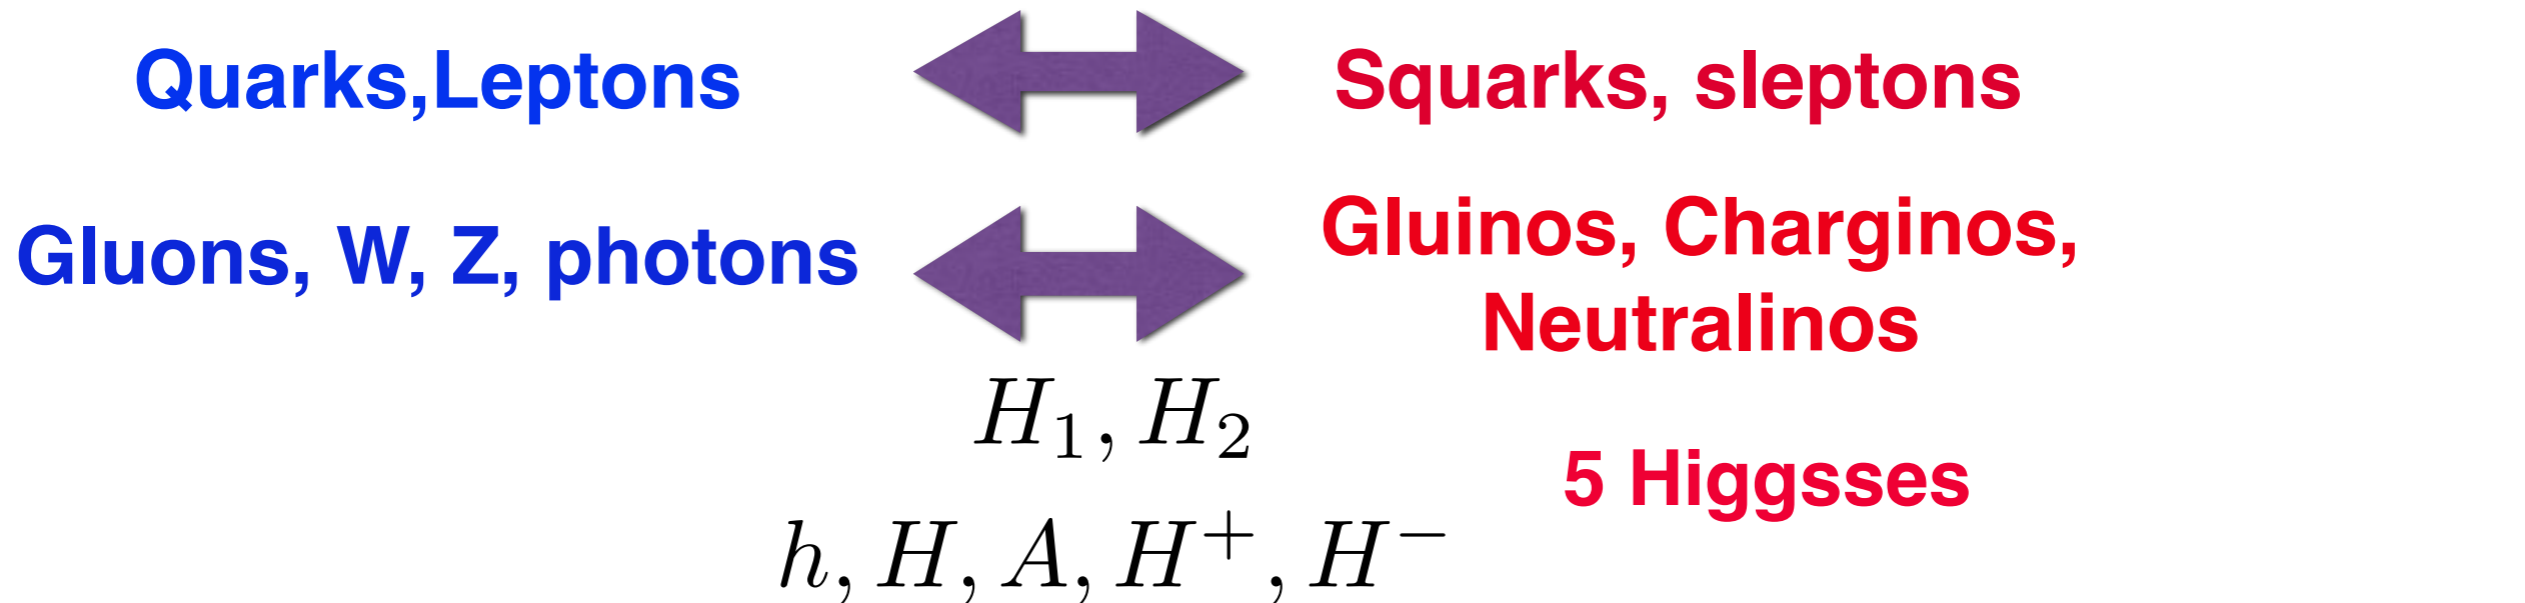 Quarks,Leptons
Squarks, sleptons
Gluons, W, Z, photons
Gluinos, Charginos,
Neutralinos
H₁, H₂
5 Higgsses
h, H, A, H⁺, H⁻